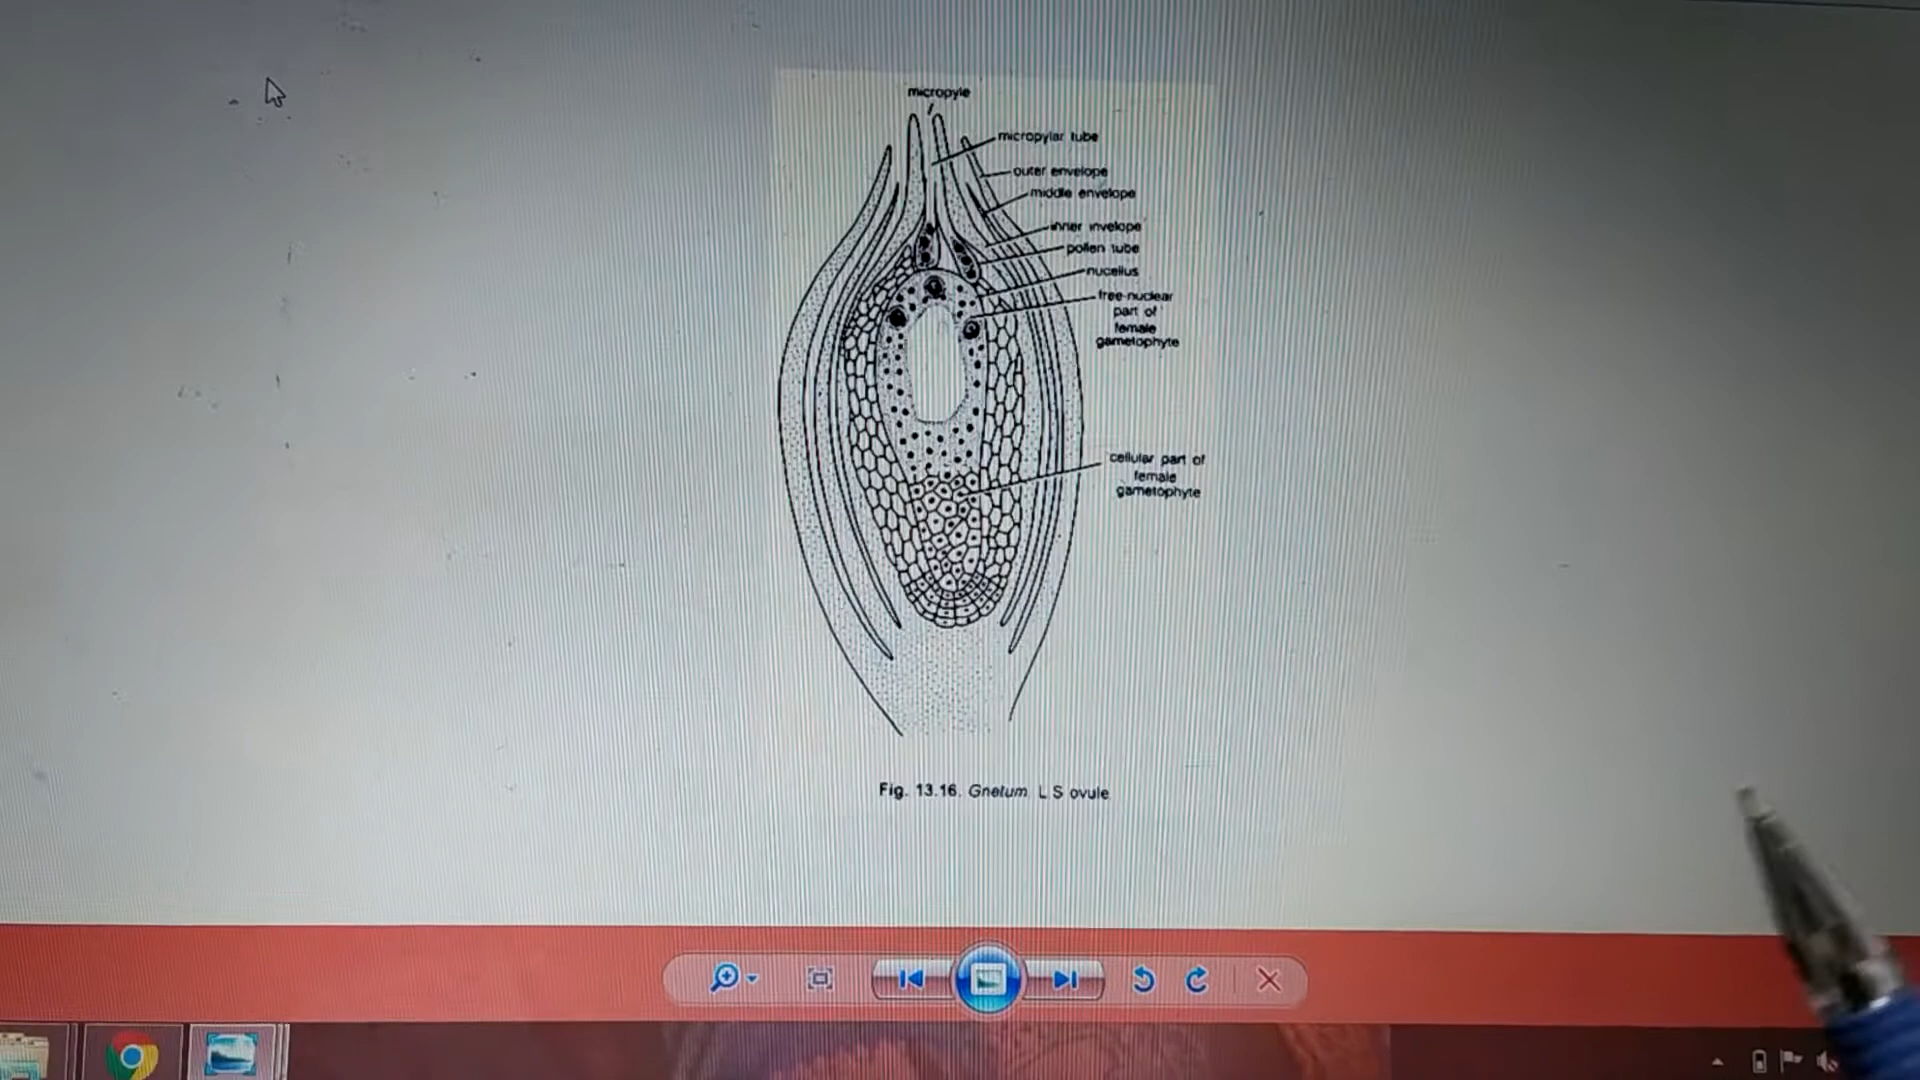 micropyle
micropylar tube
outer envelope
middle envelope
inner invelope
pollen tube
nucellus
free-nuclear
part of
female
gametophyte
cellular part of
female
gametophyte
Fig. 13.16. Gnetum L S ovule